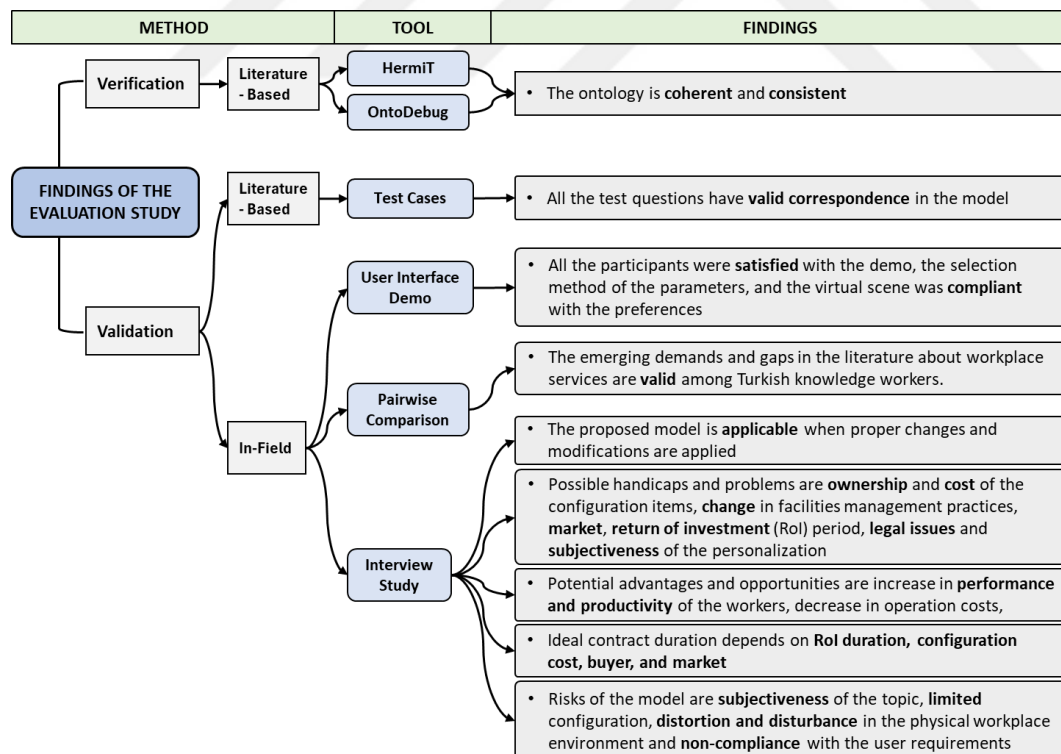 METHOD
TOOL
FINDINGS
FINDINGS OF THE
EVALUATION STUDY
Verification
Literature
- Based
HermiT
OntoDebug
• The ontology is coherent and consistent
Validation
Literature
- Based
Test Cases
• All the test questions have valid correspondence in the model
In-Field
User Interface
Demo
• All the participants were satisfied with the demo, the selection
method of the parameters, and the virtual scene was compliant
with the preferences
Pairwise
Comparison
• The emerging demands and gaps in the literature about workplace
services are valid among Turkish knowledge workers.
Interview
Study
• The proposed model is applicable when proper changes and
modifications are applied
• Possible handicaps and problems are ownership and cost of the
configuration items, change in facilities management practices,
market, return of investment (RoI) period, legal issues and
subjectiveness of the personalization
• Potential advantages and opportunities are increase in performance
and productivity of the workers, decrease in operation costs,
• Ideal contract duration depends on RoI duration, configuration
cost, buyer, and market
• Risks of the model are subjectiveness of the topic, limited
configuration, distortion and disturbance in the physical workplace
environment and non-compliance with the user requirements